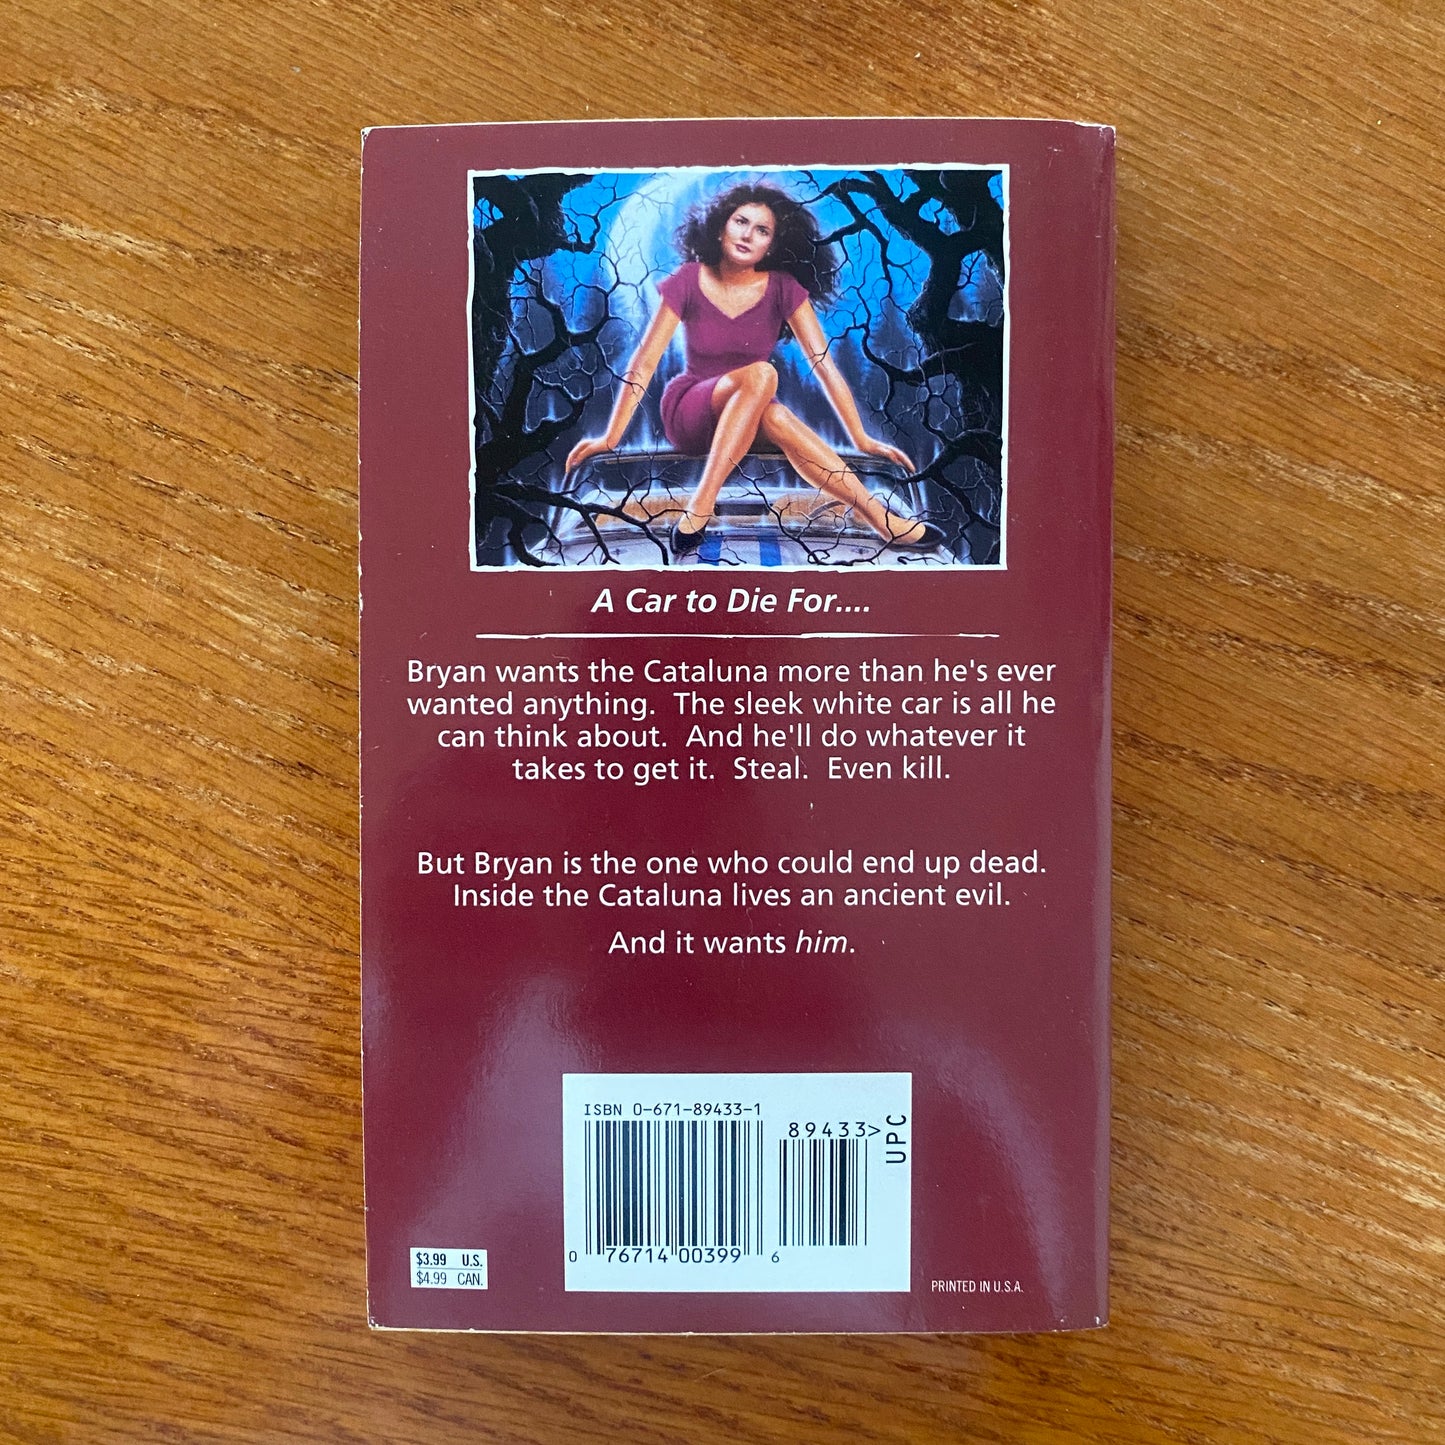 A Car to Die For....
Bryan wants the Cataluna more than he's ever
wanted anything. The sleek white car is all he
can think about. And he'll do whatever it
takes to get it. Steal. Even kill.
But Bryan is the one who could end up dead.
Inside the Cataluna lives an ancient evil.
And it wants him.
ISBN 0-671-89433-1
89433>
UPC
0 76714 00399 6
$3.99 U.S.
$4.99 CAN.
PRINTED IN U.S.A.